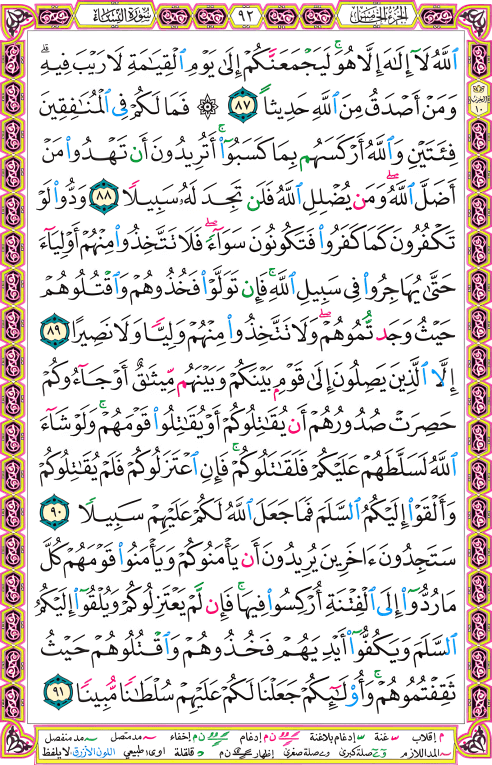 الجزء الخامس ٩٢ سورة النساء
ٱللَّهُ لَآ إِلَٰهَ إِلَّا هُوَۚ لَيَجْمَعَنَّكُمْ إِلَىٰ يَوْمِ ٱلْقِيَٰمَةِ لَا رَيْبَ فِيهِۗ
وَمَنْ أَصْدَقُ مِنَ ٱللَّهِ حَدِيثًا ٨٧ ۞ فَمَا لَكُمْ فِى ٱلْمُنَٰفِقِينَ
فِئَتَيْنِ وَٱللَّهُ أَرْكَسَهُم بِمَا كَسَبُوٓا۟ۚ أَتُرِيدُونَ أَن تَهْدُوا۟ مَنْ
أَضَلَّ ٱللَّهُۖ وَمَن يُضْلِلِ ٱللَّهُ فَلَن تَجِدَ لَهُۥ سَبِيلًا ٨٨ وَدُّوا۟ لَوْ
تَكْفُرُونَ كَمَا كَفَرُوا۟ فَتَكُونُونَ سَوَآءًۖ فَلَا تَتَّخِذُوا۟ مِنْهُمْ أَوْلِيَآءَ
حَتَّىٰ يُهَاجِرُوا۟ فِى سَبِيلِ ٱللَّهِۚ فَإِن تَوَلَّوْا۟ فَخُذُوهُمْ وَٱقْتُلُوهُمْ
حَيْثُ وَجَدتُّمُوهُمْۖ وَلَا تَتَّخِذُوا۟ مِنْهُمْ وَلِيًّا وَلَا نَصِيرًا ٨٩
إِلَّا ٱلَّذِينَ يَصِلُونَ إِلَىٰ قَوْمٍۭ بَيْنَكُمْ وَبَيْنَهُم مِّيثَٰقٌ أَوْ جَآءُوكُمْ
حَصِرَتْ صُدُورُهُمْ أَن يُقَٰتِلُوكُمْ أَوْ يُقَٰتِلُوا۟ قَوْمَهُمْۚ وَلَوْ شَآءَ
ٱللَّهُ لَسَلَّطَهُمْ عَلَيْكُمْ فَلَقَٰتَلُوكُمْۚ فَإِنِ ٱعْتَزَلُوكُمْ فَلَمْ يُقَٰتِلُوكُمْ
وَأَلْقَوْا۟ إِلَيْكُمُ ٱلسَّلَمَ فَمَا جَعَلَ ٱللَّهُ لَكُمْ عَلَيْهِمْ سَبِيلًا ٩٠
سَتَجِدُونَ ءَاخَرِينَ يُرِيدُونَ أَن يَأْمَنُوكُمْ وَيَأْمَنُوا۟ قَوْمَهُمْ كُلَّ
مَا رُدُّوٓا۟ إِلَى ٱلْفِتْنَةِ أُرْكِسُوا۟ فِيهَاۚ فَإِن لَّمْ يَعْتَزِلُوكُمْ وَيُلْقُوٓا۟ إِلَيْكُمُ
ٱلسَّلَمَ وَيَكُفُّوٓا۟ أَيْدِيَهُمْ فَخُذُوهُمْ وَٱقْتُلُوهُمْ حَيْثُ
ثَقِفْتُمُوهُمْۚ وَأُو۟لَٰٓئِكُمْ جَعَلْنَا لَكُمْ عَلَيْهِمْ سُلْطَٰنًا مُّبِينًا ٩١
م إقلاب غنة إدغام بلاغنة ن م إدغام ن م إخفاء مد متصل مد منفصل
المد اللازم صلة كبرى صلة صغرى إظهار قلقلة اوى: طبيعي اللون الأزرق: لا يلفظ